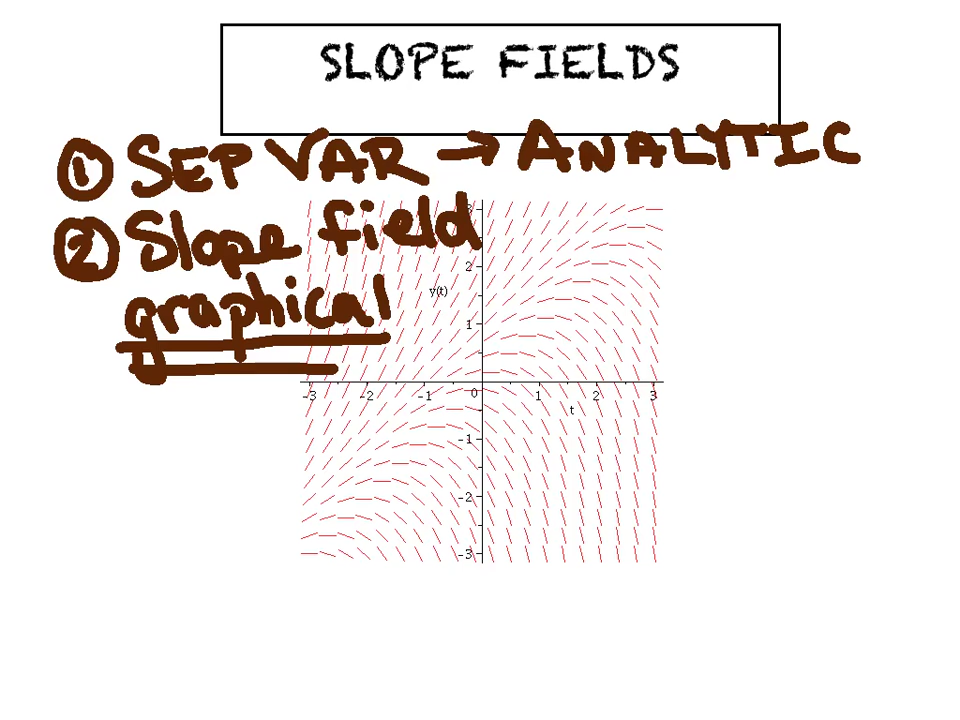 SLOPE FIELDS
① SEP VAR → ANALYTIC
② Slope field
graphical
3
2
y(t)
1
-3 -2 -1 0 1 2 3
t
-1
-2
-3